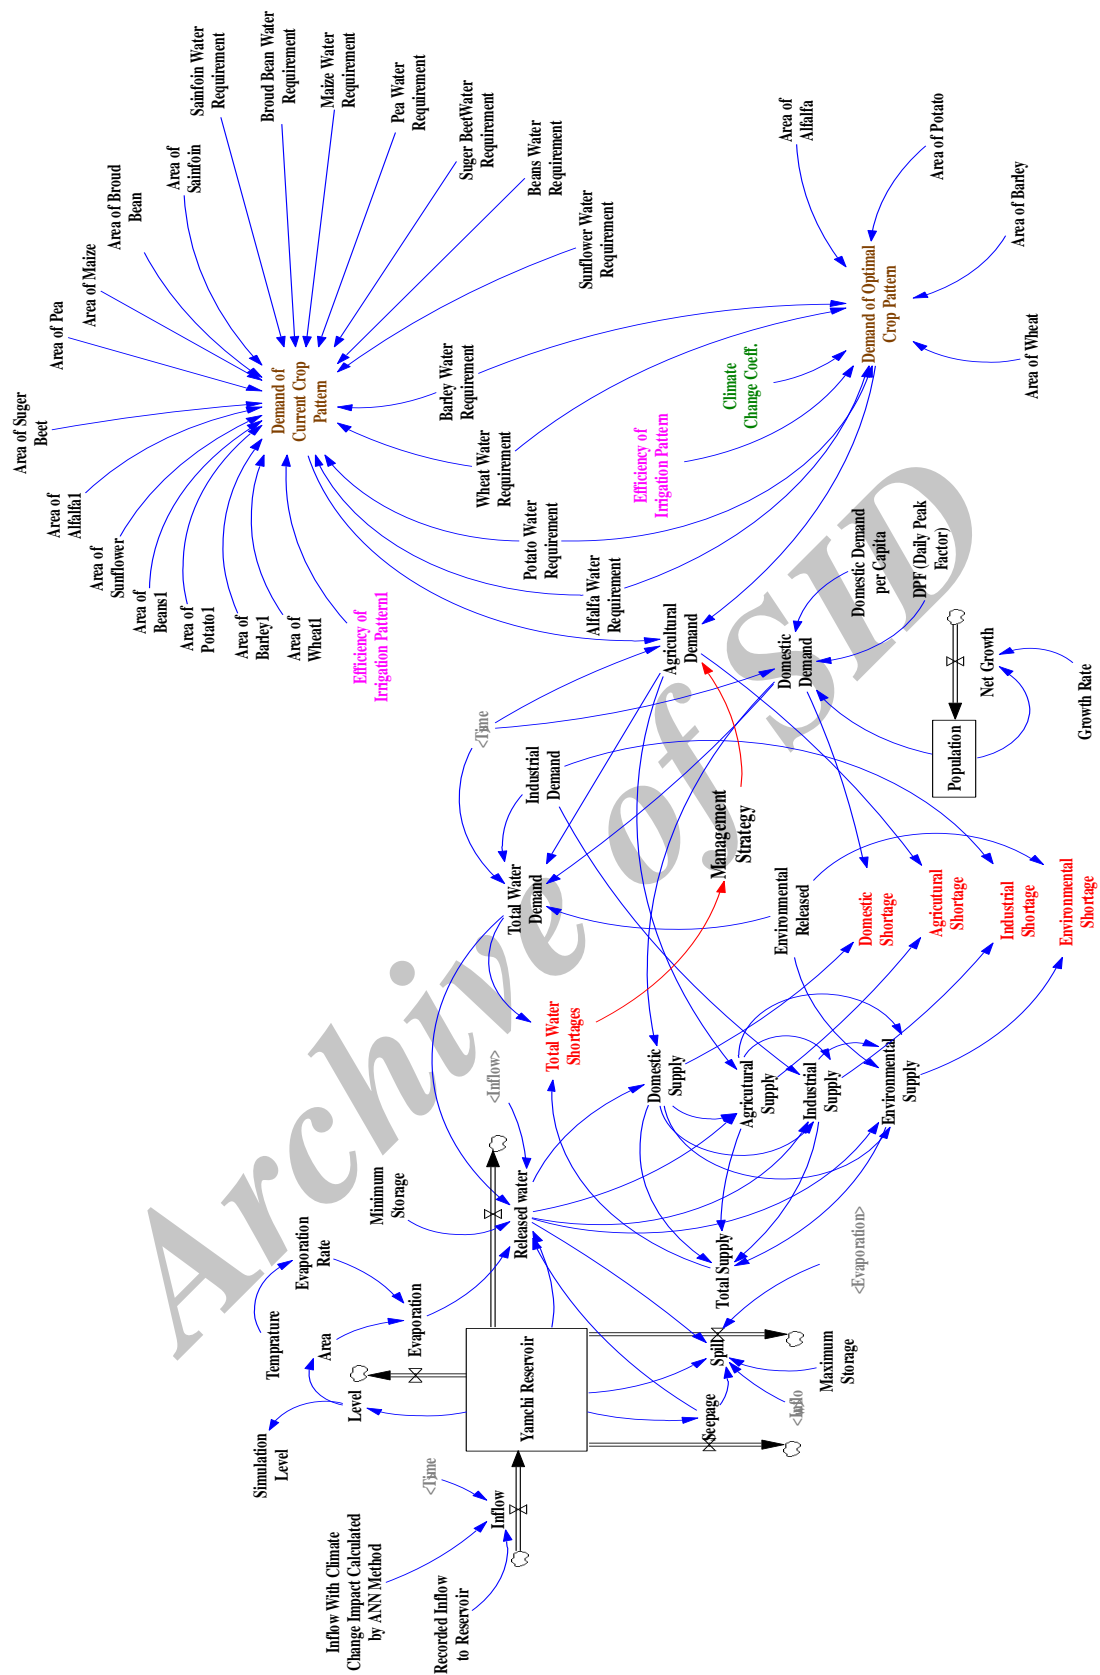 Sainfoin Water
Requirement
Broud Bean Water
Requirement
Maize Water
Requirement
Pea Water
Requirement
Suger BeetWater
Requirement
Beans Water
Requirement
Sunflower Water
Requirement
Area of
Sainfoin
Area of Broud
Bean
Area of Maize
Area of Pea
Area of Suger
Beet
Area of
Alfalfa1
Area of
Sunflower
Area of
Beans1
Area of
Potato1
Area of
Barley1
Area of
Wheat1
Efficiency of
Irrigation Pattern1
Demand of
Current Crop
Pattern
Barley Water
Requirement
Wheat Water
Requirement
Potato Water
Requirement
Alfalfa Water
Requirement
Efficiency of
Irrigation Pattern
Climate
Change Coeff.
Demand of Optimal
Crop Pattern
Area of
Alfalfa
Area of Potato
Area of Barley
Area of Wheat
Agricultural
Demand
Domestic
Demand
Domestic Demand
per Capita
DPF (Daily Peak
Factor)
Net Growth
Growth Rate
Population
<Time
Industrial
Demand
Total Water
Demand
Management
Strategy
Environmental
Released
Domestic
Shortage
Agricutural
Shortage
Industrial
Shortage
Environmental
Shortage
Total Water
Shortages
<Inflow>
Domestic
Supply
Agricutural
Supply
Industrial
Supply
Environmental
Supply
Total Supply
Released water
Minimum
Storage
Evaporation
Rate
Temprature
Area
Evaporation
Level
Simulation
Level
Yamchi Reservoir
Spill
Seepage
<Evaporation>
Maximum
Storage
<Inflo
<Time
Inflow
Inflow With Climate
Change Impact Calculated
by ANN Method
Recorded Inflow
to Reservoir
Archive of SID